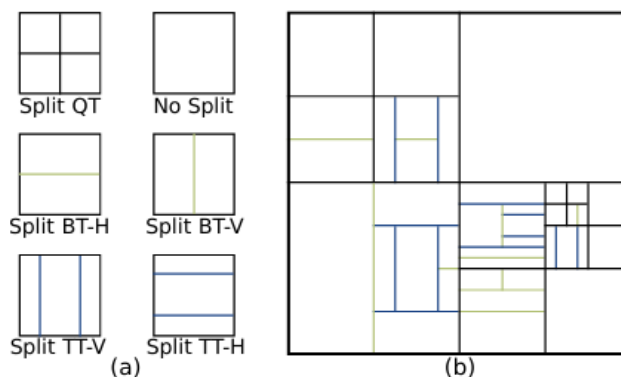 Split QT
No Split
Split BT-H
Split BT-V
Split TT-V
Split TT-H
(a)
(b)